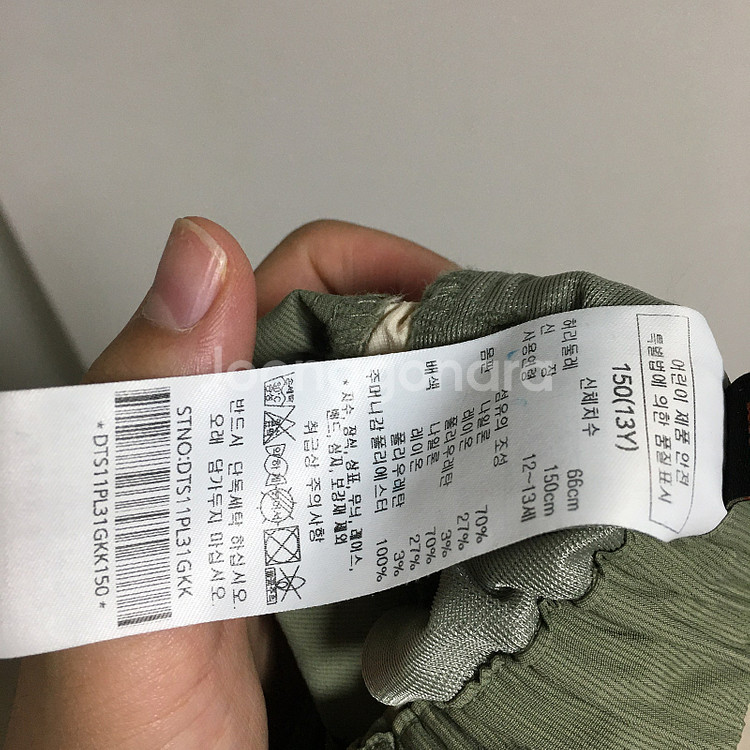 어린이 제품 안전
특별법에 의한 품질표시
150(13Y)
신체치수
허리둘레 66cm
신 장 150cm
사용연령 12~13세
섬유의 조성
몸판 나일론 70%
레이온 27%
폴리우레탄 3%
배색 나일론 70%
레이온 27%
폴리우레탄 3%
주머니감 폴리에스터 100%
*자수, 장식, 상표, 무늬, 레이스,
밴드, 심지, 보강재 제외
취급상 주의사항
반드시 단독세탁 하십시오.
오래 담가두지 마십시오.
STNO:DTS11PL31GKK
*DTS11PL31GKK150*